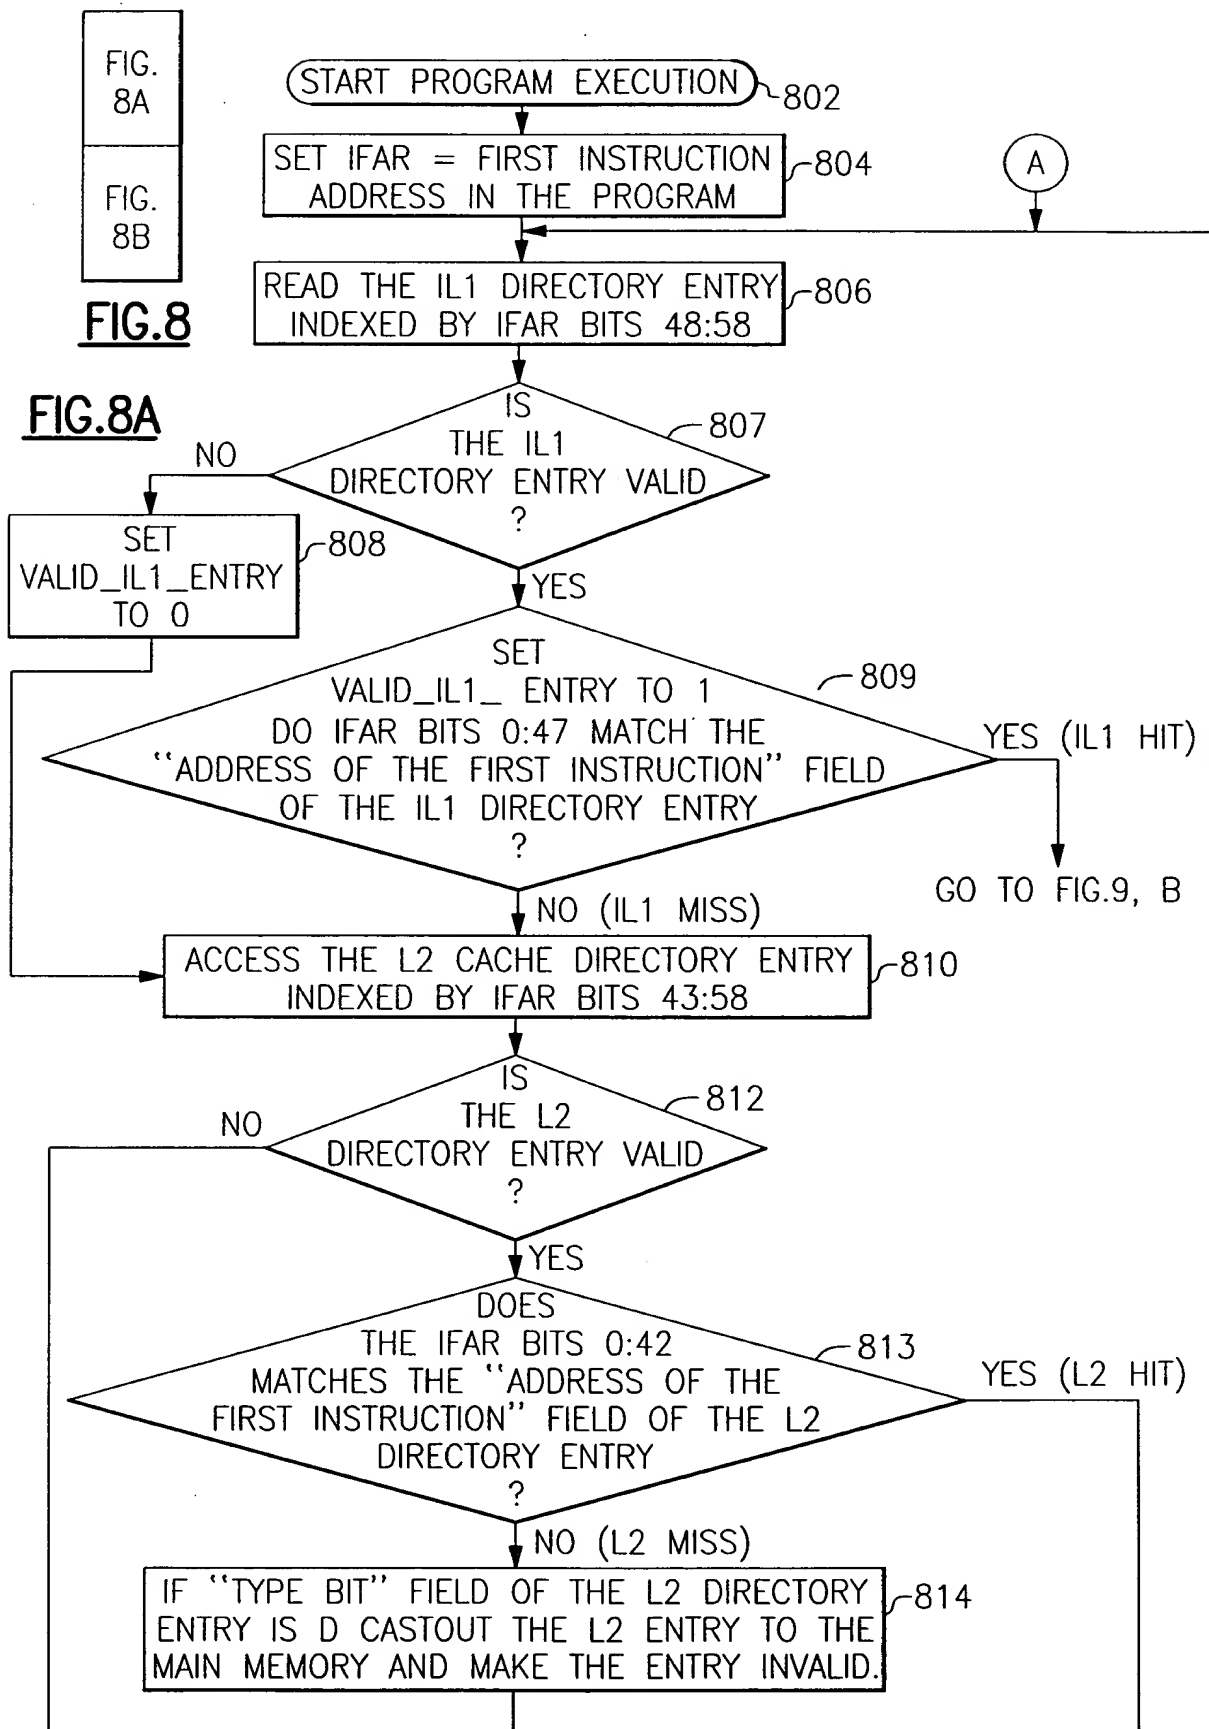 FIG.
8A
FIG.
8B
FIG.8
FIG.8A
START PROGRAM EXECUTION
802
SET IFAR = FIRST INSTRUCTION
ADDRESS IN THE PROGRAM
804
A
READ THE IL1 DIRECTORY ENTRY
INDEXED BY IFAR BITS 48:58
806
IS
THE IL1
DIRECTORY ENTRY VALID
?
807
NO
SET
VALID_IL1_ENTRY
TO 0
808
YES
SET
VALID_IL1_ ENTRY TO 1
DO IFAR BITS 0:47 MATCH THE
“ADDRESS OF THE FIRST INSTRUCTION” FIELD
OF THE IL1 DIRECTORY ENTRY
?
809
YES (IL1 HIT)
GO TO FIG.9, B
NO (IL1 MISS)
ACCESS THE L2 CACHE DIRECTORY ENTRY
INDEXED BY IFAR BITS 43:58
810
IS
THE L2
DIRECTORY ENTRY VALID
?
812
NO
YES
DOES
THE IFAR BITS 0:42
MATCHES THE “ADDRESS OF THE
FIRST INSTRUCTION” FIELD OF THE L2
DIRECTORY ENTRY
?
813
YES (L2 HIT)
NO (L2 MISS)
IF “TYPE BIT” FIELD OF THE L2 DIRECTORY
ENTRY IS D CASTOUT THE L2 ENTRY TO THE
MAIN MEMORY AND MAKE THE ENTRY INVALID.
814